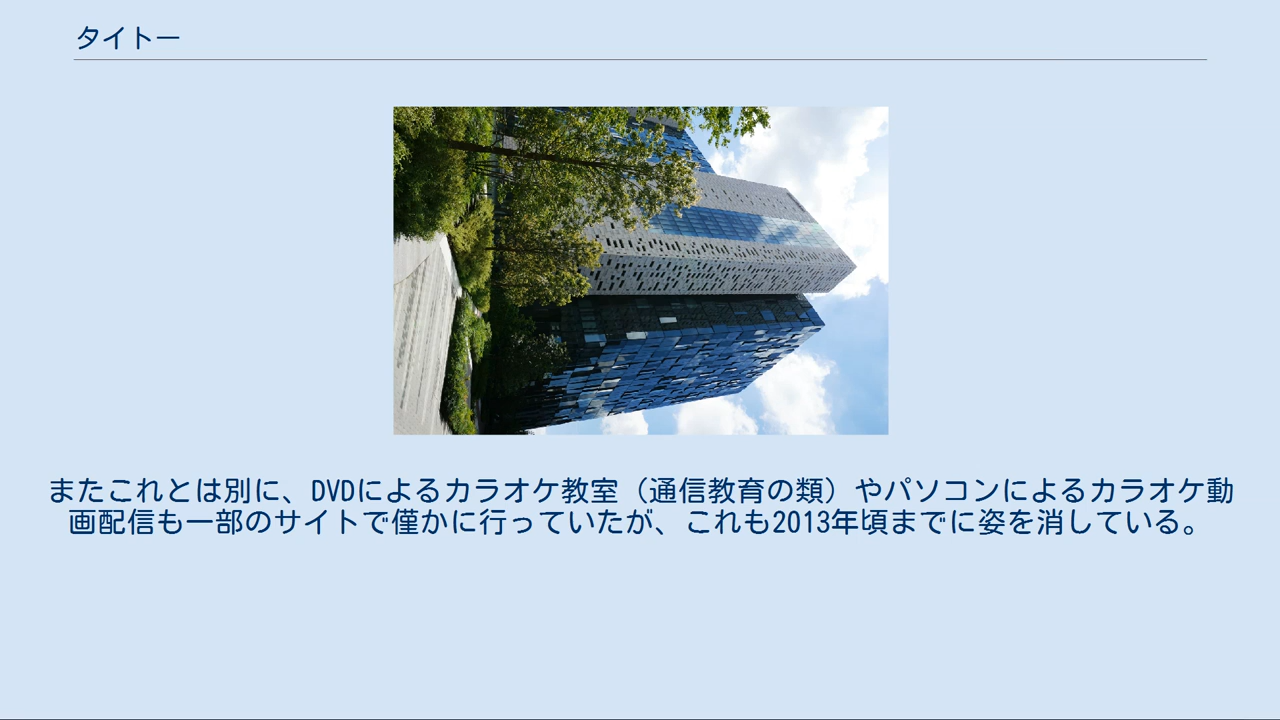 タイトー
またこれとは別に、DVDによるカラオケ教室（通信教育の類）やパソコンによるカラオケ動
画配信も一部のサイトで僅かに行っていたが、これも2013年頃までに姿を消している。